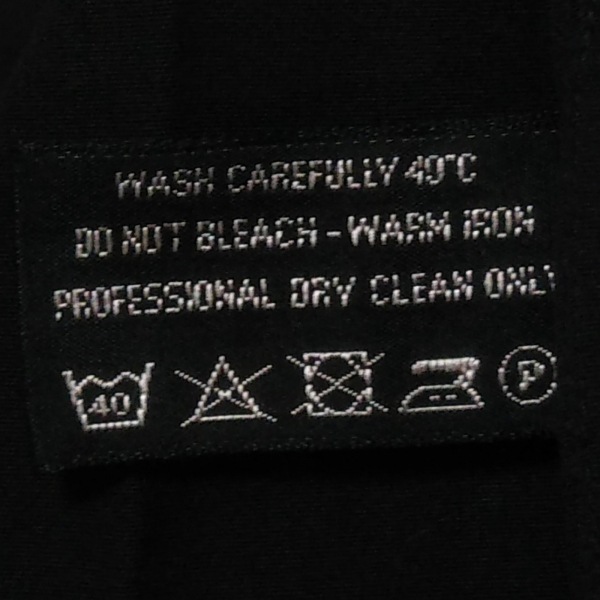 WASH CAREFULLY 40°C
DO NOT BLEACH - WARM IRON
PROFESSIONAL DRY CLEAN ONLY
40 P